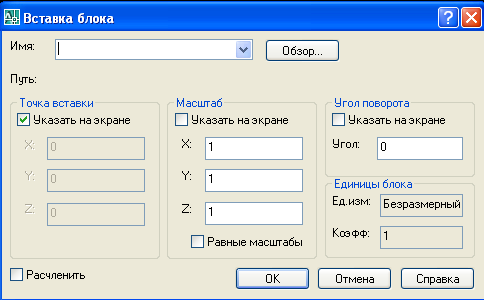 Вставка блока
Имя:
Обзор...
Путь:
Точка вставки
Указать на экране
X: 0
Y: 0
Z: 0
Масштаб
Указать на экране
X: 1
Y: 1
Z: 1
Равные масштабы
Угол поворота
Указать на экране
Угол: 0
Единицы блока
Ед.изм: Безразмерный
Коэфф: 1
Расчленить
OK
Отмена
Справка